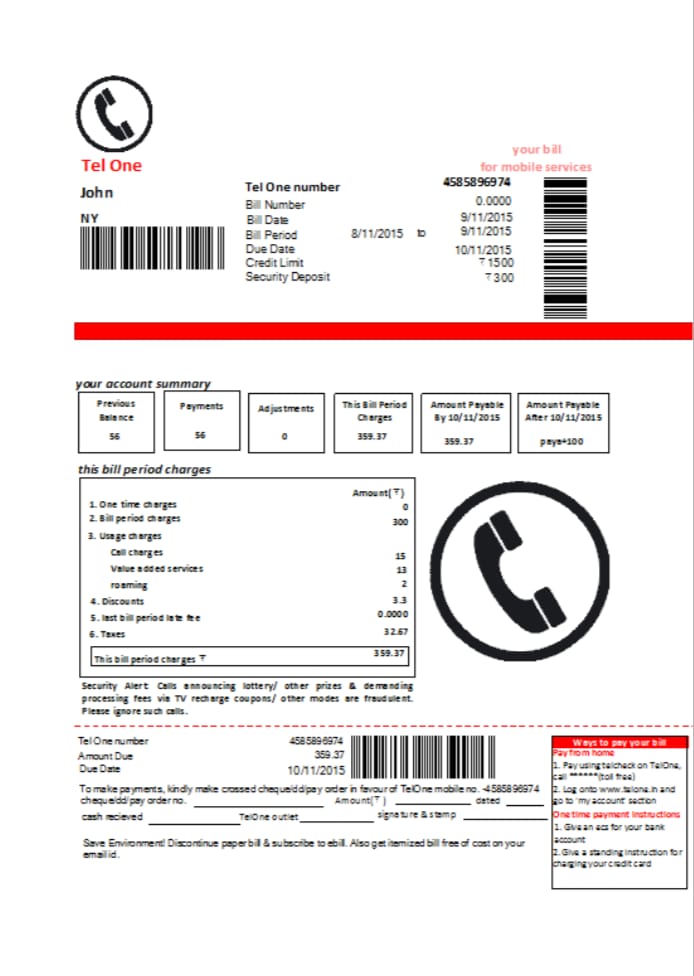 Tel One
your bill
for mobile services
John
NY
Tel One number 4585896974
Bill Number 0.0000
Bill Date 9/11/2015
Bill Period 8/11/2015 to 9/11/2015
Due Date 10/11/2015
Credit Limit ₹1500
Security Deposit ₹300
your account summary
Previous Balance
56
Payments
56
Adjustments
0
This Bill Period Charges
359.37
Amount Payable By 10/11/2015
359.37
Amount Payable After 10/11/2015
paya+100
this bill period charges
Amount(₹)
1. One time charges 0
2. Bill period charges 300
3. Usage charges
Call charges 15
Value added services 13
roaming 2
4. Discounts 3.3
5. last bill period late fee 0.0000
6. Taxes 32.67
This bill period charges ₹ 359.37
Security Alert: Calls announcing lottery/ other prizes & demanding
processing fees via TV recharge coupons/ other modes are fraudulent.
Please ignore such calls.
Tel One number 4585896974
Amount Due 359.37
Due Date 10/11/2015
To make payments, kindly make crossed cheque/dd/pay order in favour of TelOne mobile no. -4585896974
cheque/dd/pay order no. Amount(₹) dated
cash recieved TelOne outlet signature & stamp
Save Environment! Discontinue paper bill & subscribe to ebill. Also get itemized bill free of cost on your
email id.
Ways to pay your bill
Pay from home
1. Pay using telcheck on TelOne,
call ******(toll free)
2. Log onto www.telone.in and
go to 'my account' section
One time payment instructions
1. Give an ecs for your bank
account
2. Give a standing instruction for
charging your credit card